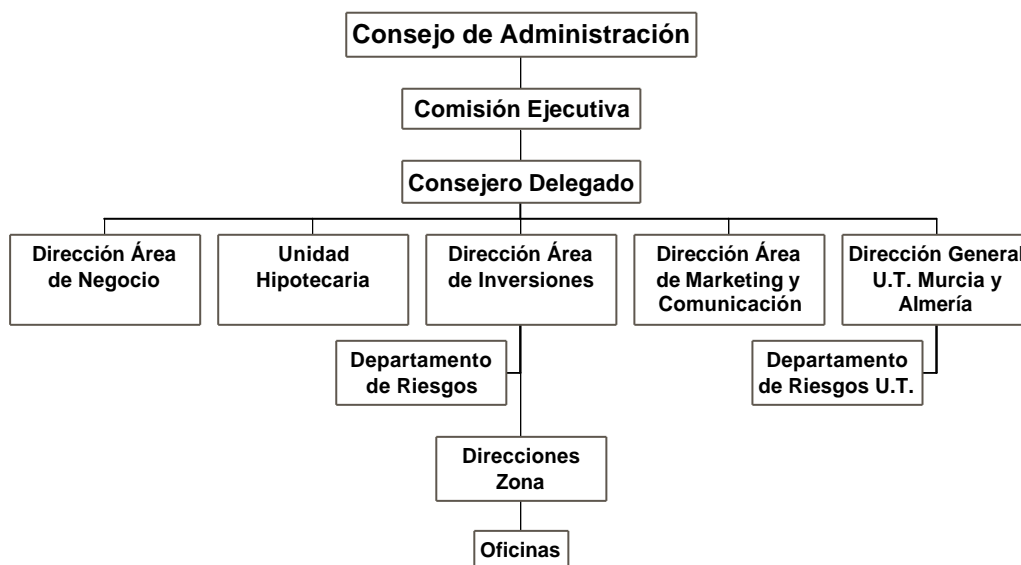 Consejo de Administración
Comisión Ejecutiva
Consejero Delegado
Dirección Área
de Negocio
Unidad
Hipotecaria
Dirección Área
de Inversiones
Dirección Área
de Marketing y
Comunicación
Dirección General
U.T. Murcia y
Almería
Departamento
de Riesgos
Departamento
de Riesgos U.T.
Direcciones
Zona
Oficinas